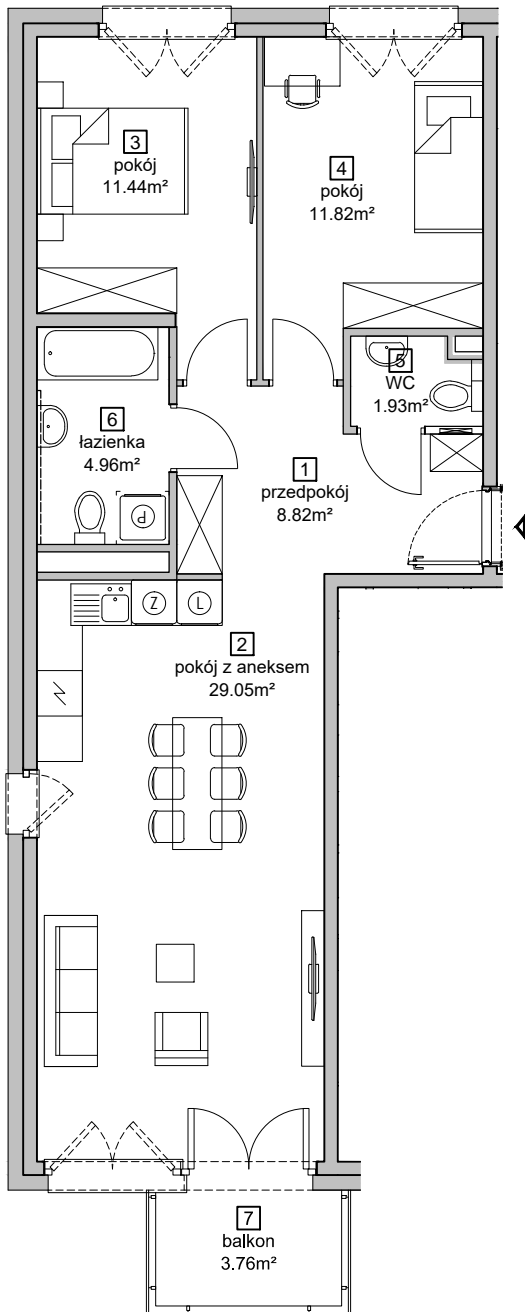 3
pokój
11.44m²
4
pokój
11.82m²
5
WC
1.93m²
6
łazienka
4.96m²
1
przedpokój
8.82m²
P
Z
L
2
pokój z aneksem
29.05m²
7
balkon
3.76m²